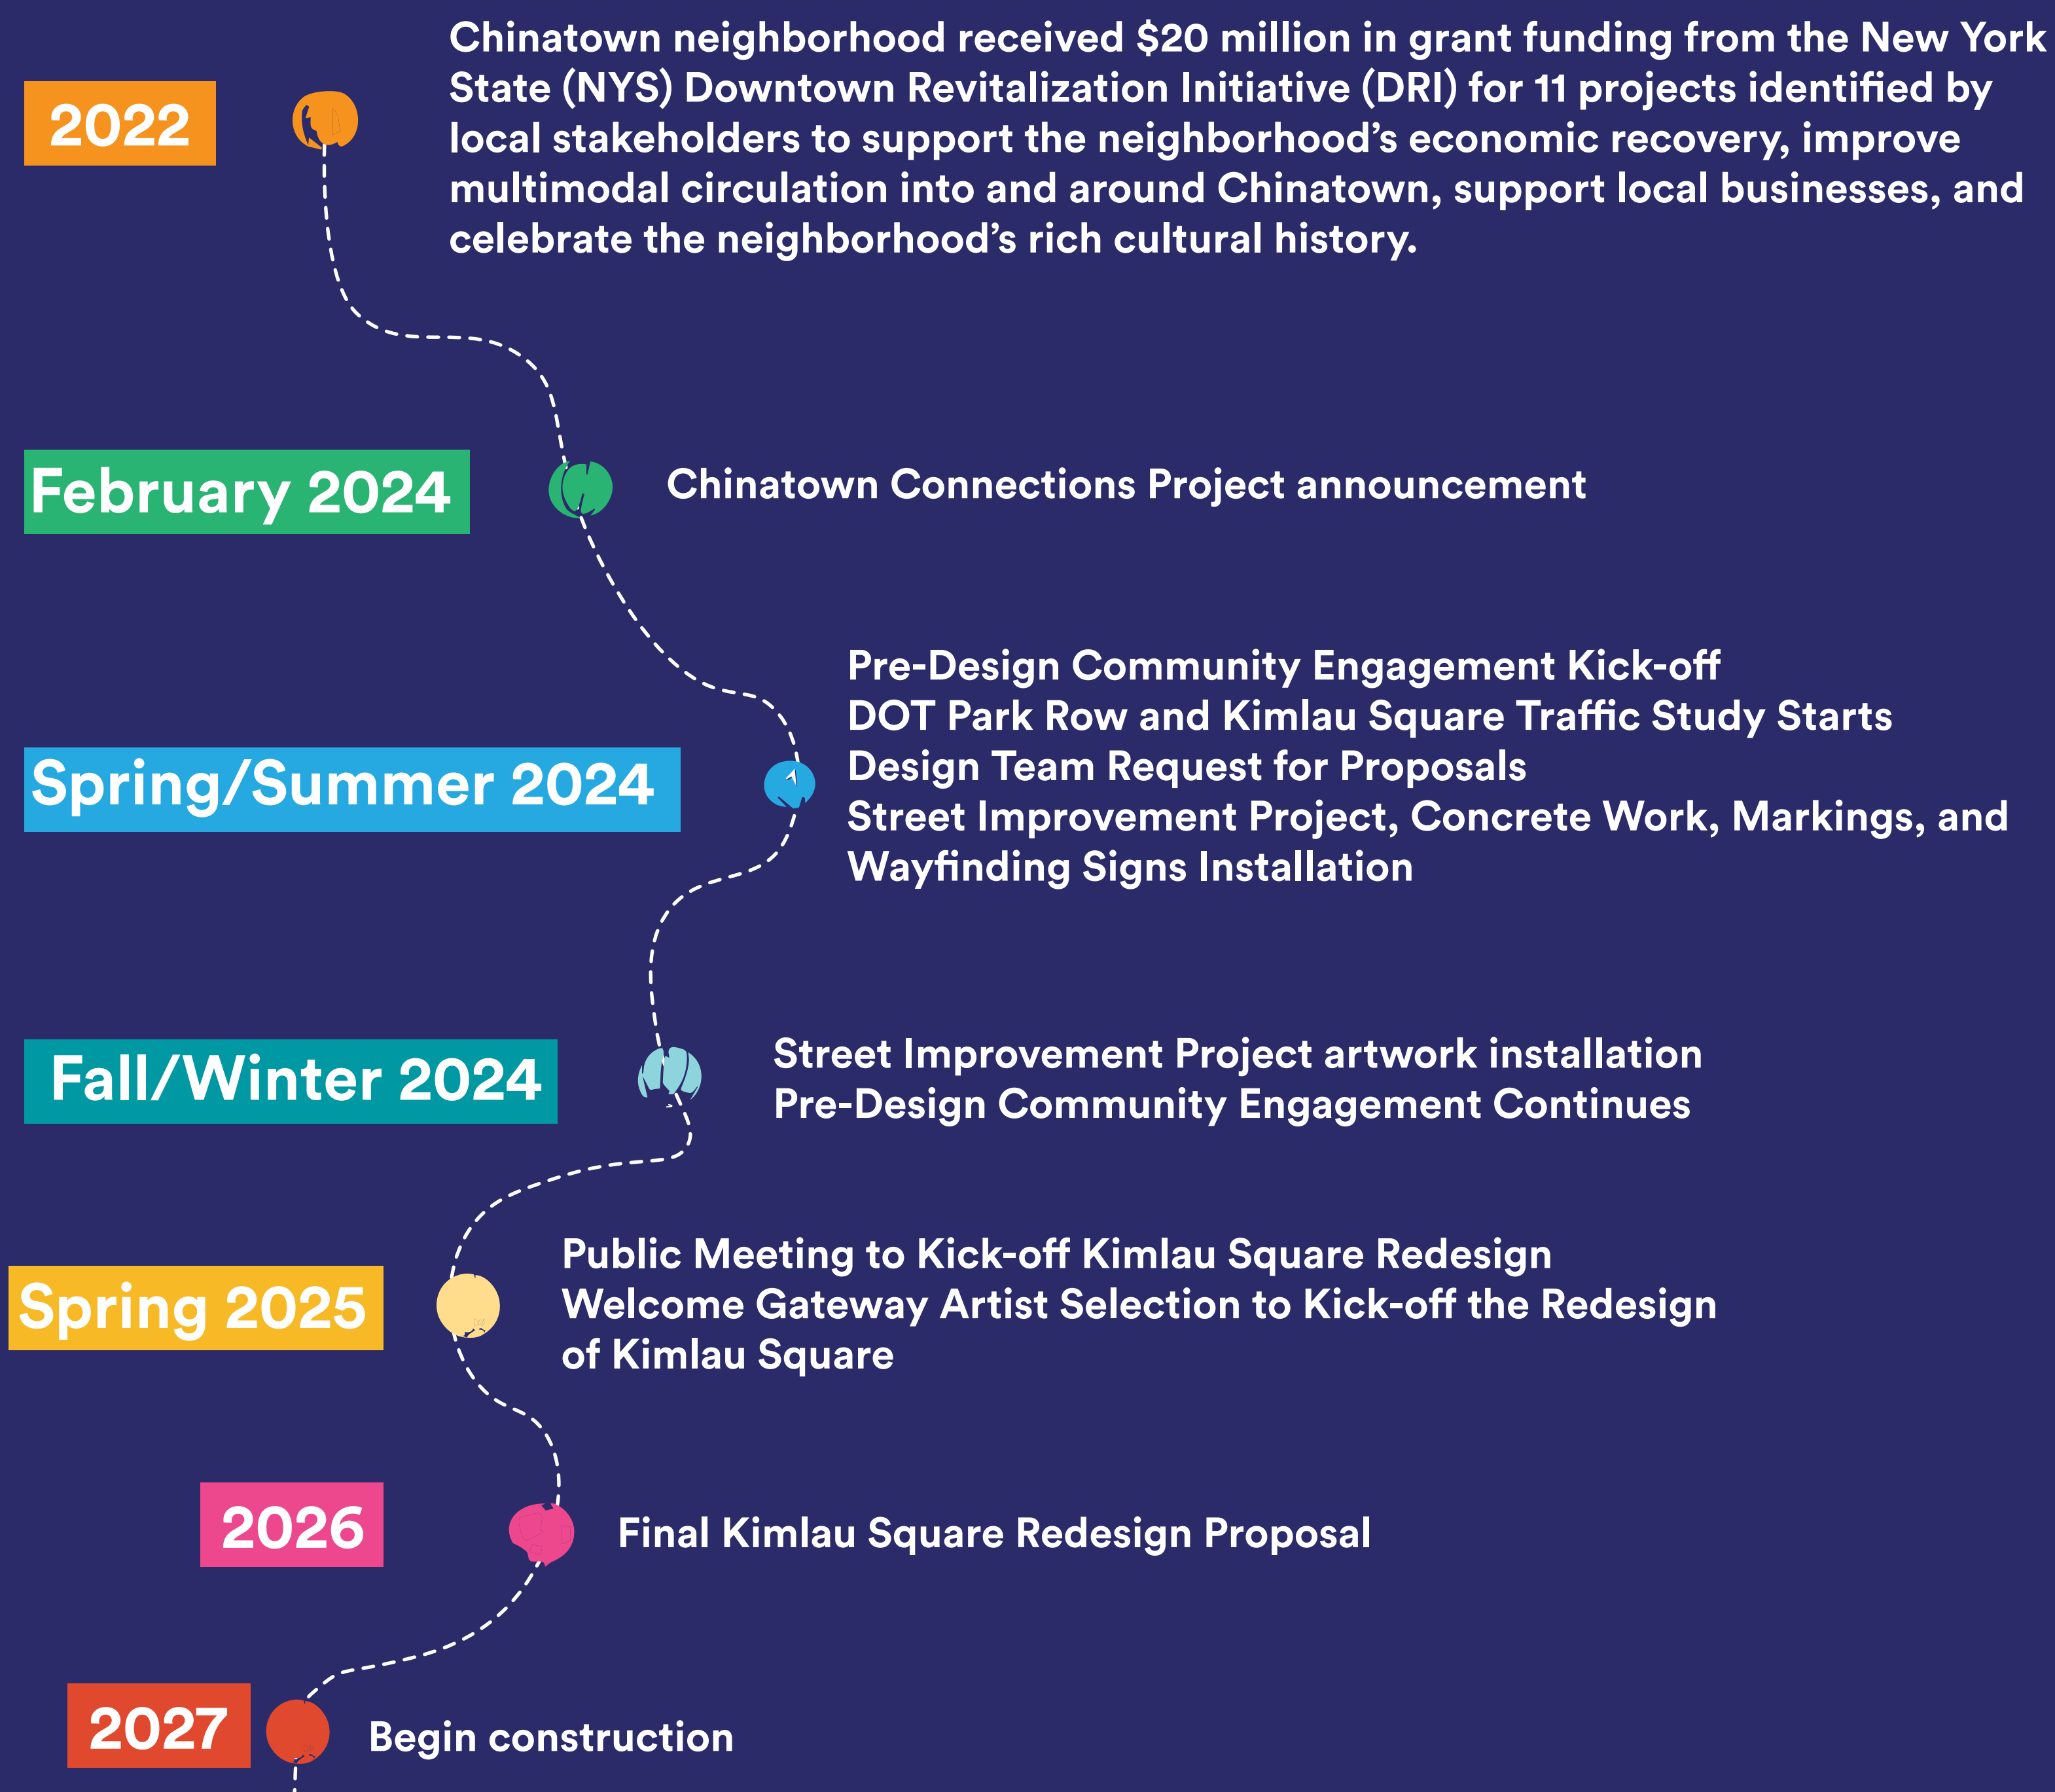 2022
Chinatown neighborhood received $20 million in grant funding from the New York
State (NYS) Downtown Revitalization Initiative (DRI) for 11 projects identified by
local stakeholders to support the neighborhood’s economic recovery, improve
multimodal circulation into and around Chinatown, support local businesses, and
celebrate the neighborhood’s rich cultural history.
February 2024
Chinatown Connections Project announcement
Spring/Summer 2024
Pre-Design Community Engagement Kick-off
DOT Park Row and Kimlau Square Traffic Study Starts
Design Team Request for Proposals
Street Improvement Project, Concrete Work, Markings, and
Wayfinding Signs Installation
Fall/Winter 2024
Street Improvement Project artwork installation
Pre-Design Community Engagement Continues
Spring 2025
Public Meeting to Kick-off Kimlau Square Redesign
Welcome Gateway Artist Selection to Kick-off the Redesign
of Kimlau Square
2026
Final Kimlau Square Redesign Proposal
2027
Begin construction